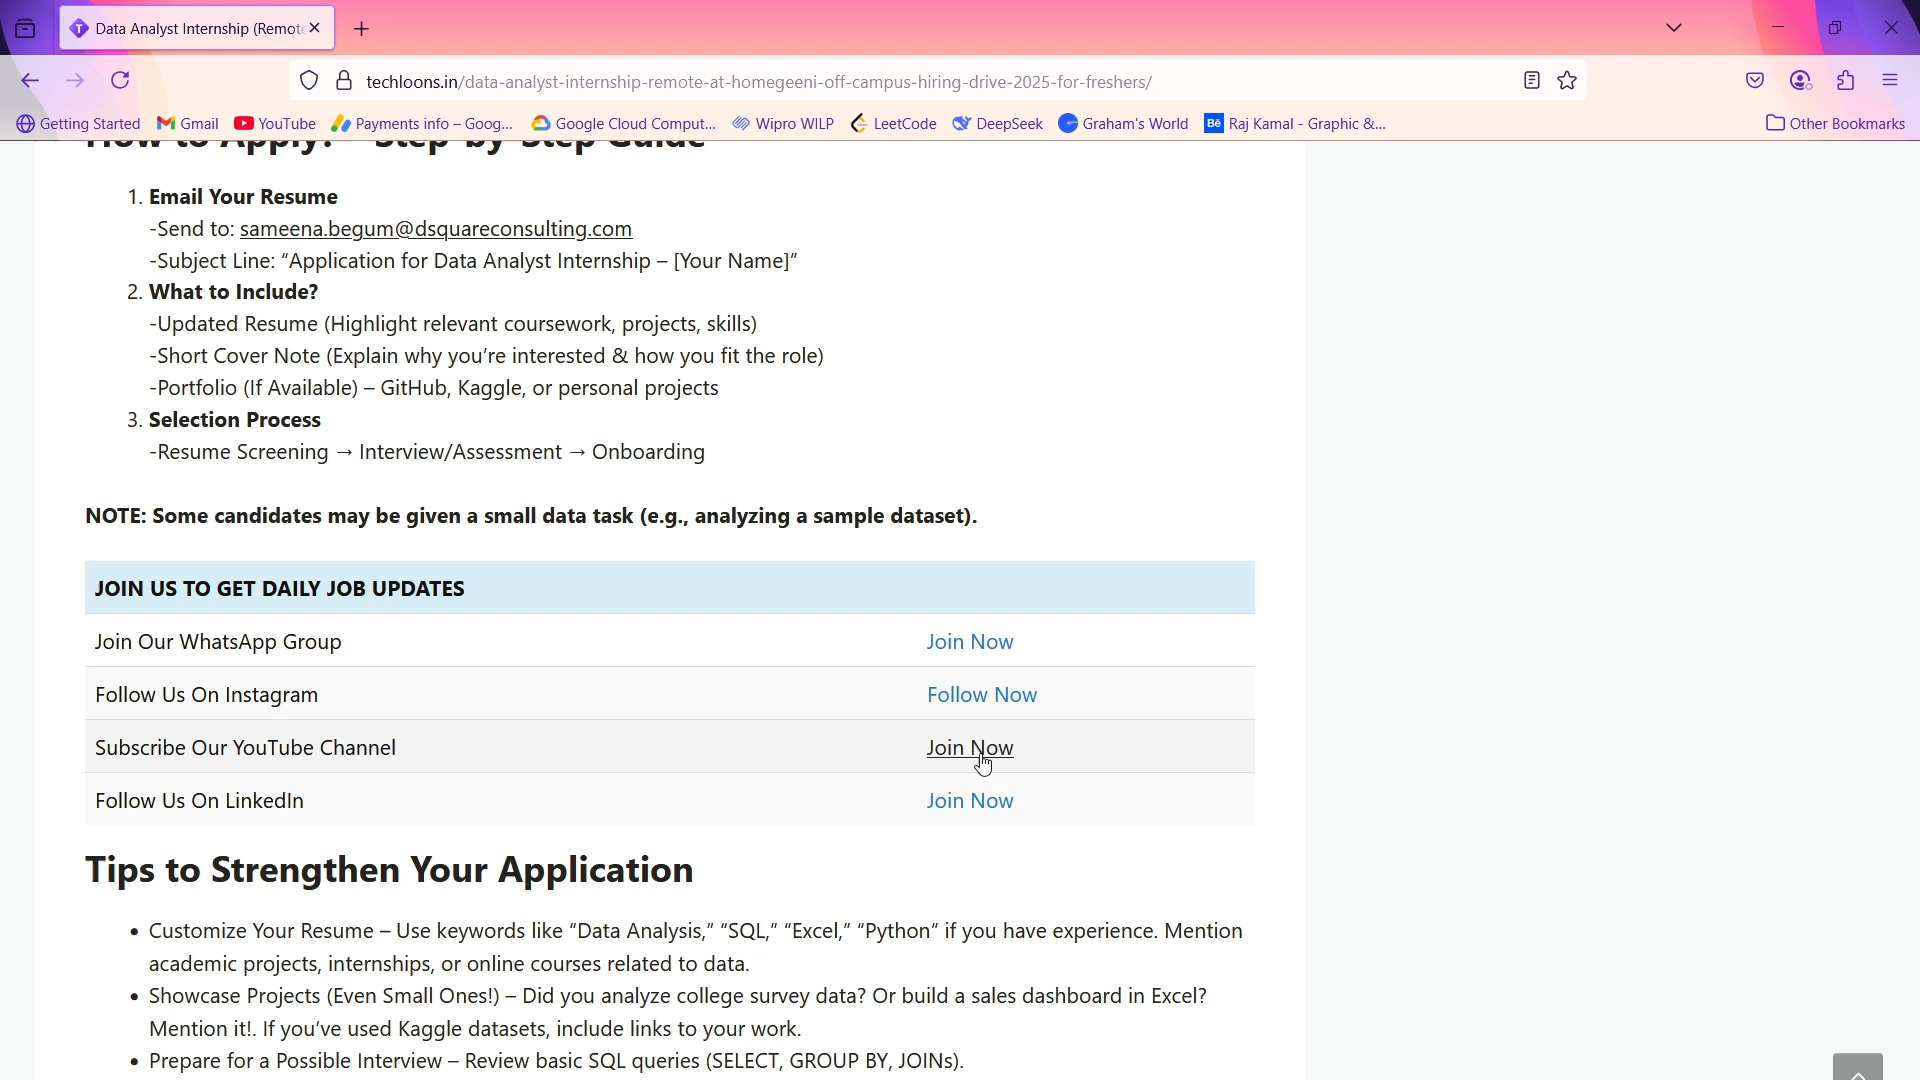 Data Analyst Internship (Remote
techloons.in/data-analyst-internship-remote-at-homegeeni-off-campus-hiring-drive-2025-for-freshers/
Getting Started Gmail YouTube Payments info – Goog... Google Cloud Comput... Wipro WILP LeetCode DeepSeek Graham's World Bē Raj Kamal - Graphic &... Other Bookmarks
How to Apply? – Step-by-Step Guide
1. Email Your Resume
-Send to: sameena.begum@dsquareconsulting.com
-Subject Line: “Application for Data Analyst Internship – [Your Name]”
2. What to Include?
-Updated Resume (Highlight relevant coursework, projects, skills)
-Short Cover Note (Explain why you’re interested & how you fit the role)
-Portfolio (If Available) – GitHub, Kaggle, or personal projects
3. Selection Process
-Resume Screening → Interview/Assessment → Onboarding
NOTE: Some candidates may be given a small data task (e.g., analyzing a sample dataset).
JOIN US TO GET DAILY JOB UPDATES
Join Our WhatsApp Group Join Now
Follow Us On Instagram Follow Now
Subscribe Our YouTube Channel Join Now
Follow Us On LinkedIn Join Now
Tips to Strengthen Your Application
• Customize Your Resume – Use keywords like “Data Analysis,” “SQL,” “Excel,” “Python” if you have experience. Mention
academic projects, internships, or online courses related to data.
• Showcase Projects (Even Small Ones!) – Did you analyze college survey data? Or build a sales dashboard in Excel?
Mention it!. If you’ve used Kaggle datasets, include links to your work.
• Prepare for a Possible Interview – Review basic SQL queries (SELECT, GROUP BY, JOINs).